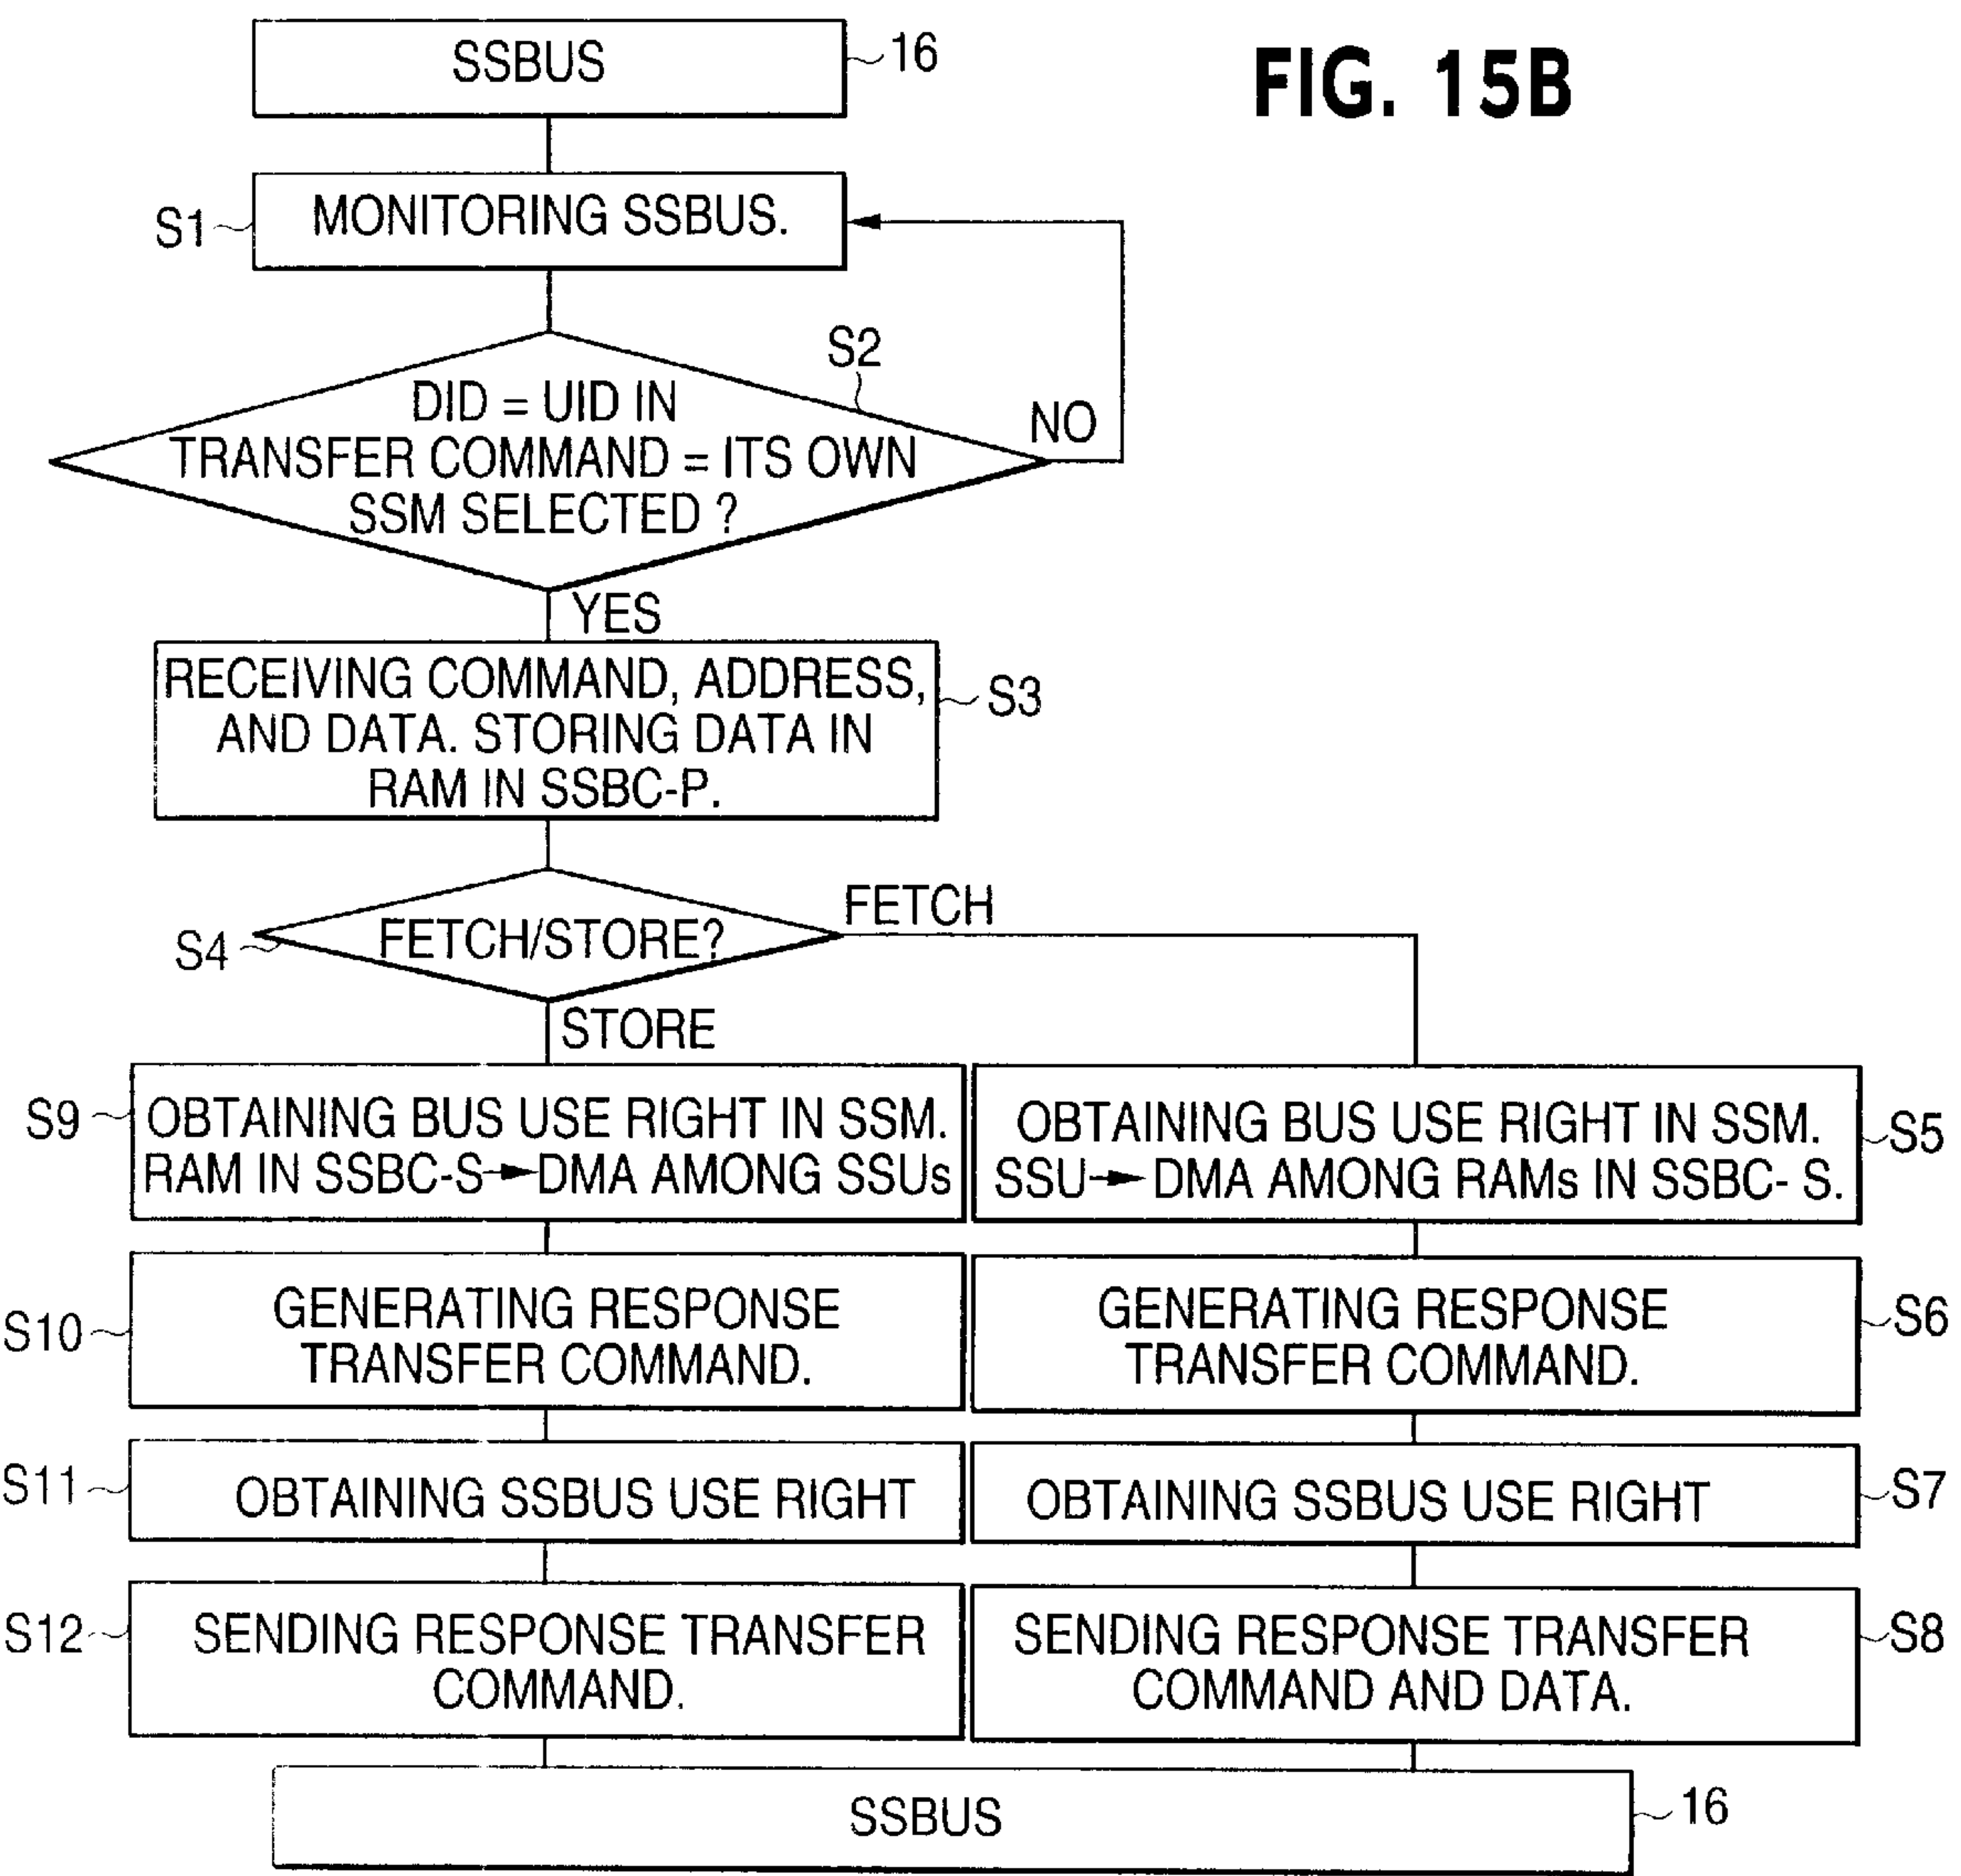 FIG. 15B
SSBUS
16
S1
MONITORING SSBUS.
S2
DID = UID IN
TRANSFER COMMAND = ITS OWN
SSM SELECTED ?
NO
YES
RECEIVING COMMAND, ADDRESS,
AND DATA. STORING DATA IN
RAM IN SSBC-P.
S3
S4
FETCH/STORE?
FETCH
STORE
S9
OBTAINING BUS USE RIGHT IN SSM.
RAM IN SSBC-S→DMA AMONG SSUs
OBTAINING BUS USE RIGHT IN SSM.
SSU→ DMA AMONG RAMs IN SSBC- S.
S5
S10
GENERATING RESPONSE
TRANSFER COMMAND.
GENERATING RESPONSE
TRANSFER COMMAND.
S6
S11
OBTAINING SSBUS USE RIGHT
OBTAINING SSBUS USE RIGHT
S7
S12
SENDING RESPONSE TRANSFER
COMMAND.
SENDING RESPONSE TRANSFER
COMMAND AND DATA.
S8
SSBUS
16